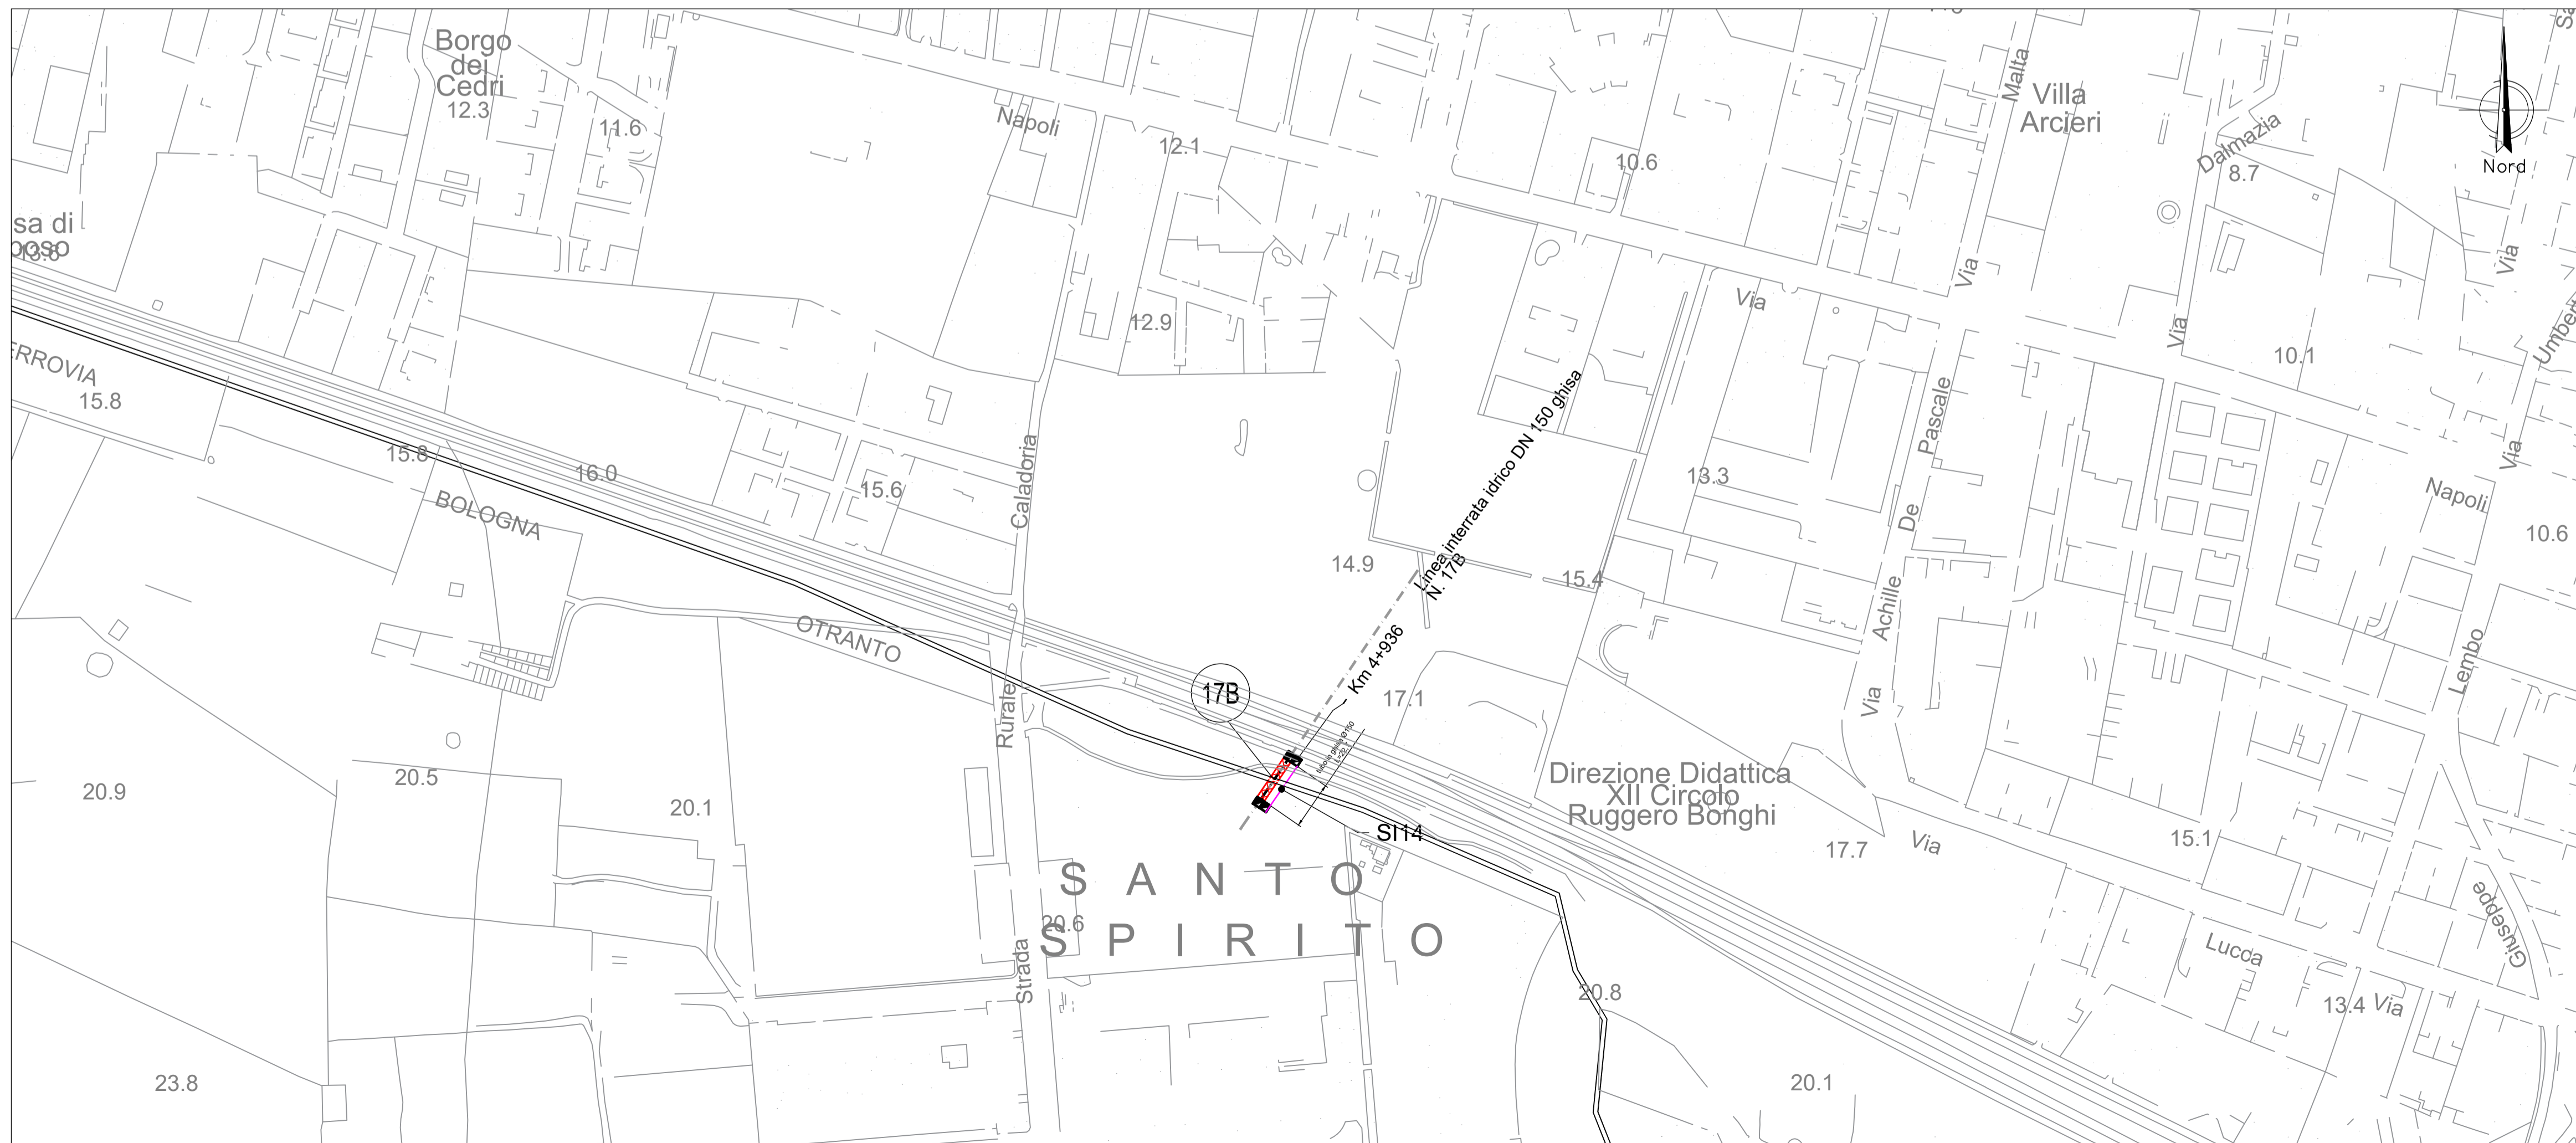 Borgo
dei
Cedri
12.3
11.6
Napoli
12.1
10.6
Malta
Villa
Arcieri
Dalmazia
8.7
Nord
sa di
poso
13.6
Via
Via
Via
Via
12.9
10.1
ERROVIA
15.8
15.8
16.0
BOLOGNA
15.6
Caladoria
Linea interrata idrico DN 150 ghisa
N. 17B
14.9
15.4
13.3
Pascale
De
Achille
Via
Via
Napoli
10.6
OTRANTO
Rurale
17B
Km 4+936
17.1
Lembo
20.9
20.5
20.1
SI14
Direzione Didattica
XII Circolo
Ruggero Bonghi
17.7
Via
15.1
SANTO
SPIRITO
20.6
Strada
20.8
Lucca
13.4
Via
Giuseppe
23.8
20.1